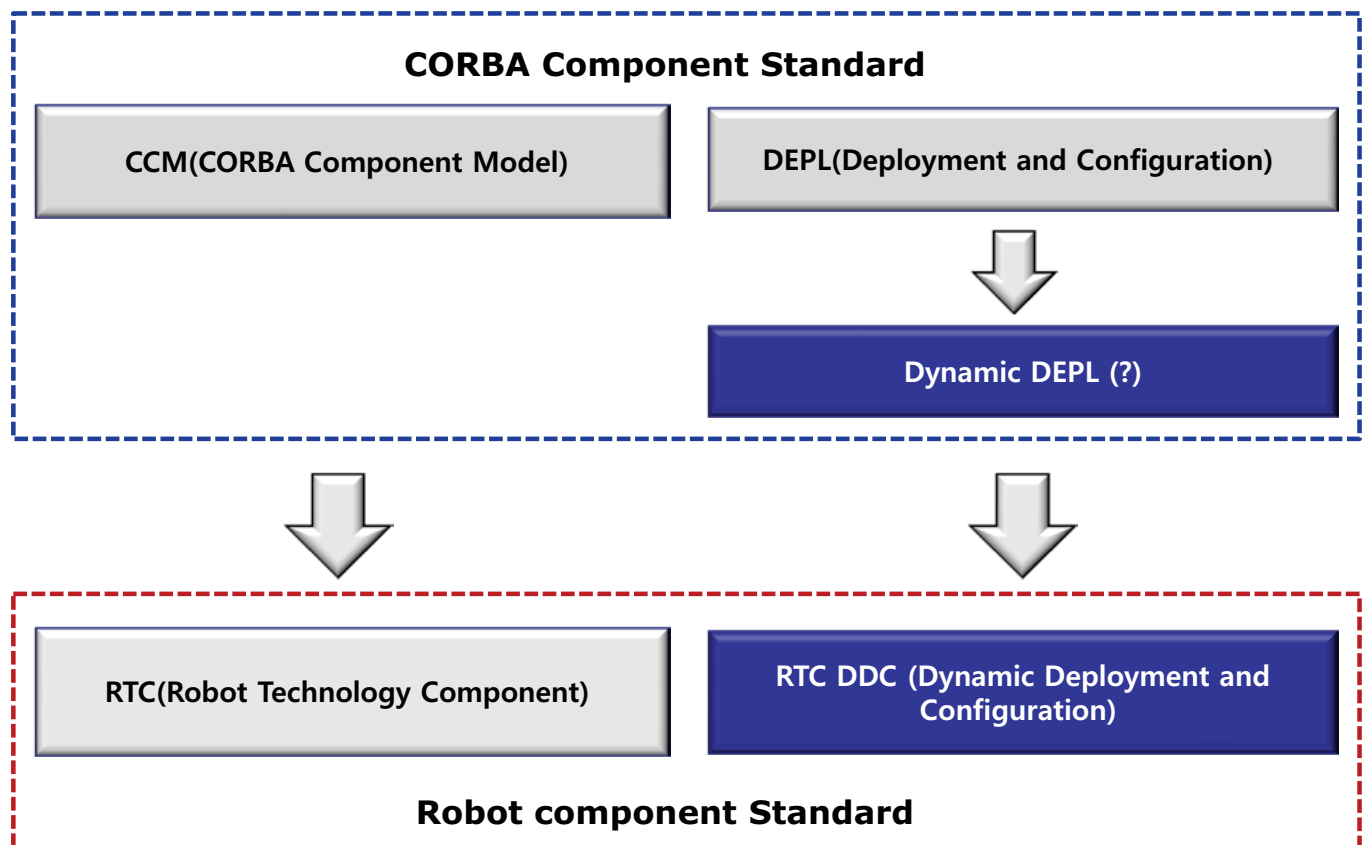 CORBA Component Standard
CCM(CORBA Component Model)
DEPL(Deployment and Configuration)
Dynamic DEPL (?)
RTC(Robot Technology Component)
RTC DDC (Dynamic Deployment and
Configuration)
Robot component Standard